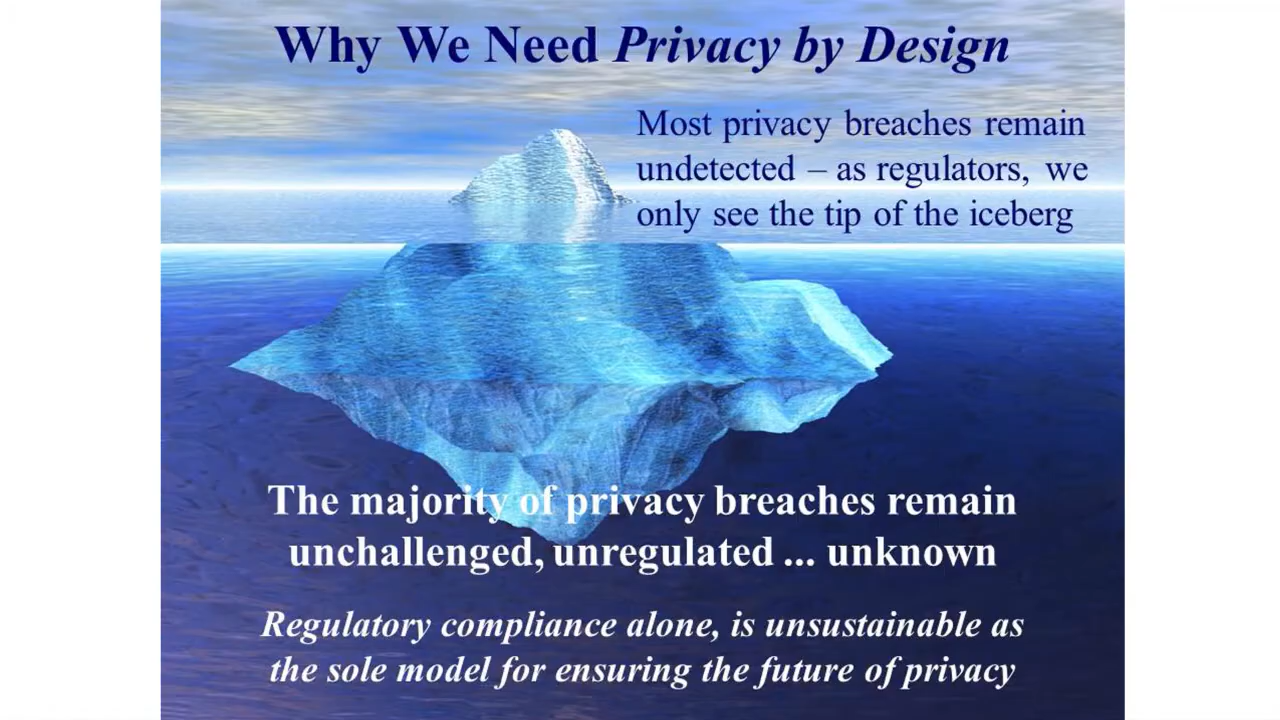 Why We Need Privacy by Design
Most privacy breaches remain
undetected – as regulators, we
only see the tip of the iceberg
The majority of privacy breaches remain
unchallenged, unregulated ... unknown
Regulatory compliance alone, is unsustainable as
the sole model for ensuring the future of privacy